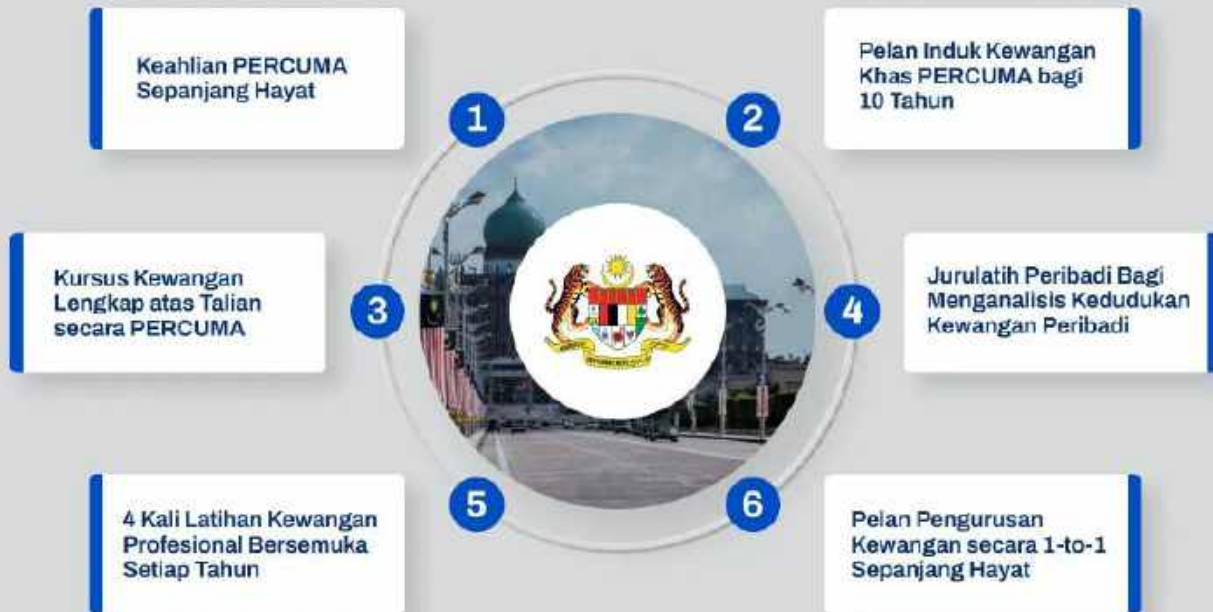 Keahlian PERCUMA
Sepanjang Hayat
1
2
Pelan Induk Kewangan
Khas PERCUMA bagi
10 Tahun
Kursus Kewangan
Lengkap atas Talian
secara PERCUMA
3
4
Jurulatih Peribadi Bagi
Menganalisis Kedudukan
Kewangan Peribadi
4 Kali Latihan Kewangan
Profesional Bersemuka
Setiap Tahun
5
6
Pelan Pengurusan
Kewangan secara 1-to-1
Sepanjang Hayat